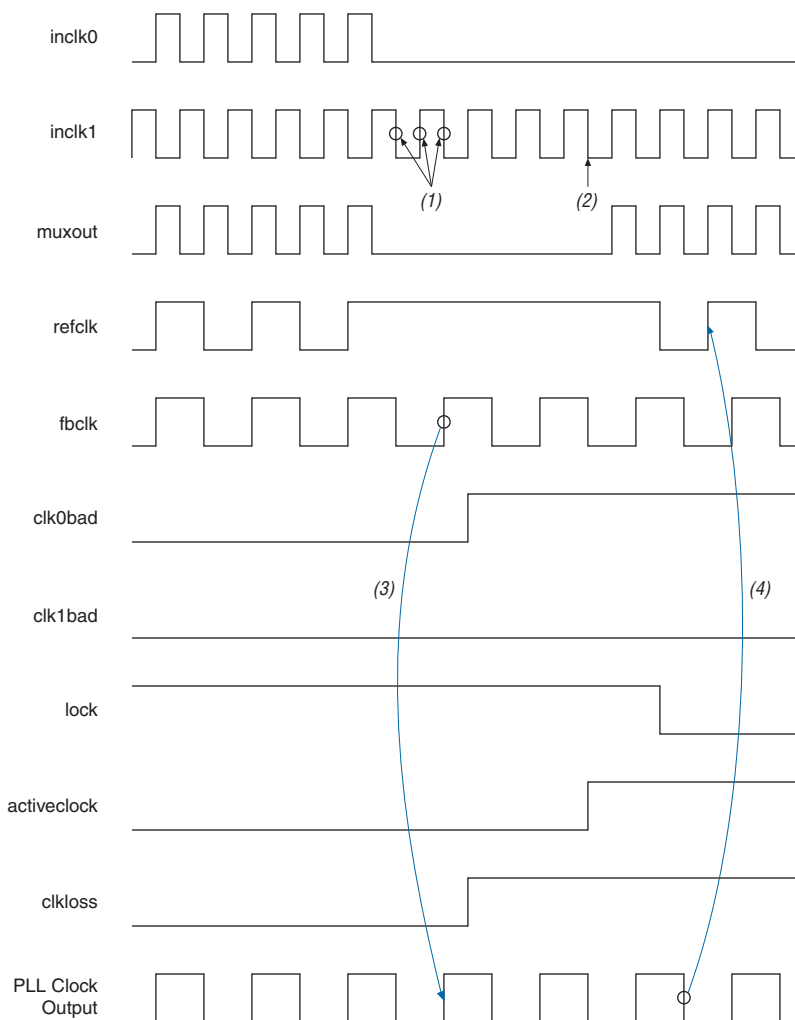 inclk0
inclk1
(1)
(2)
muxout
refclk
fbclk
clk0bad
(3)
(4)
clk1bad
lock
activeclock
clkloss
PLL Clock
Output